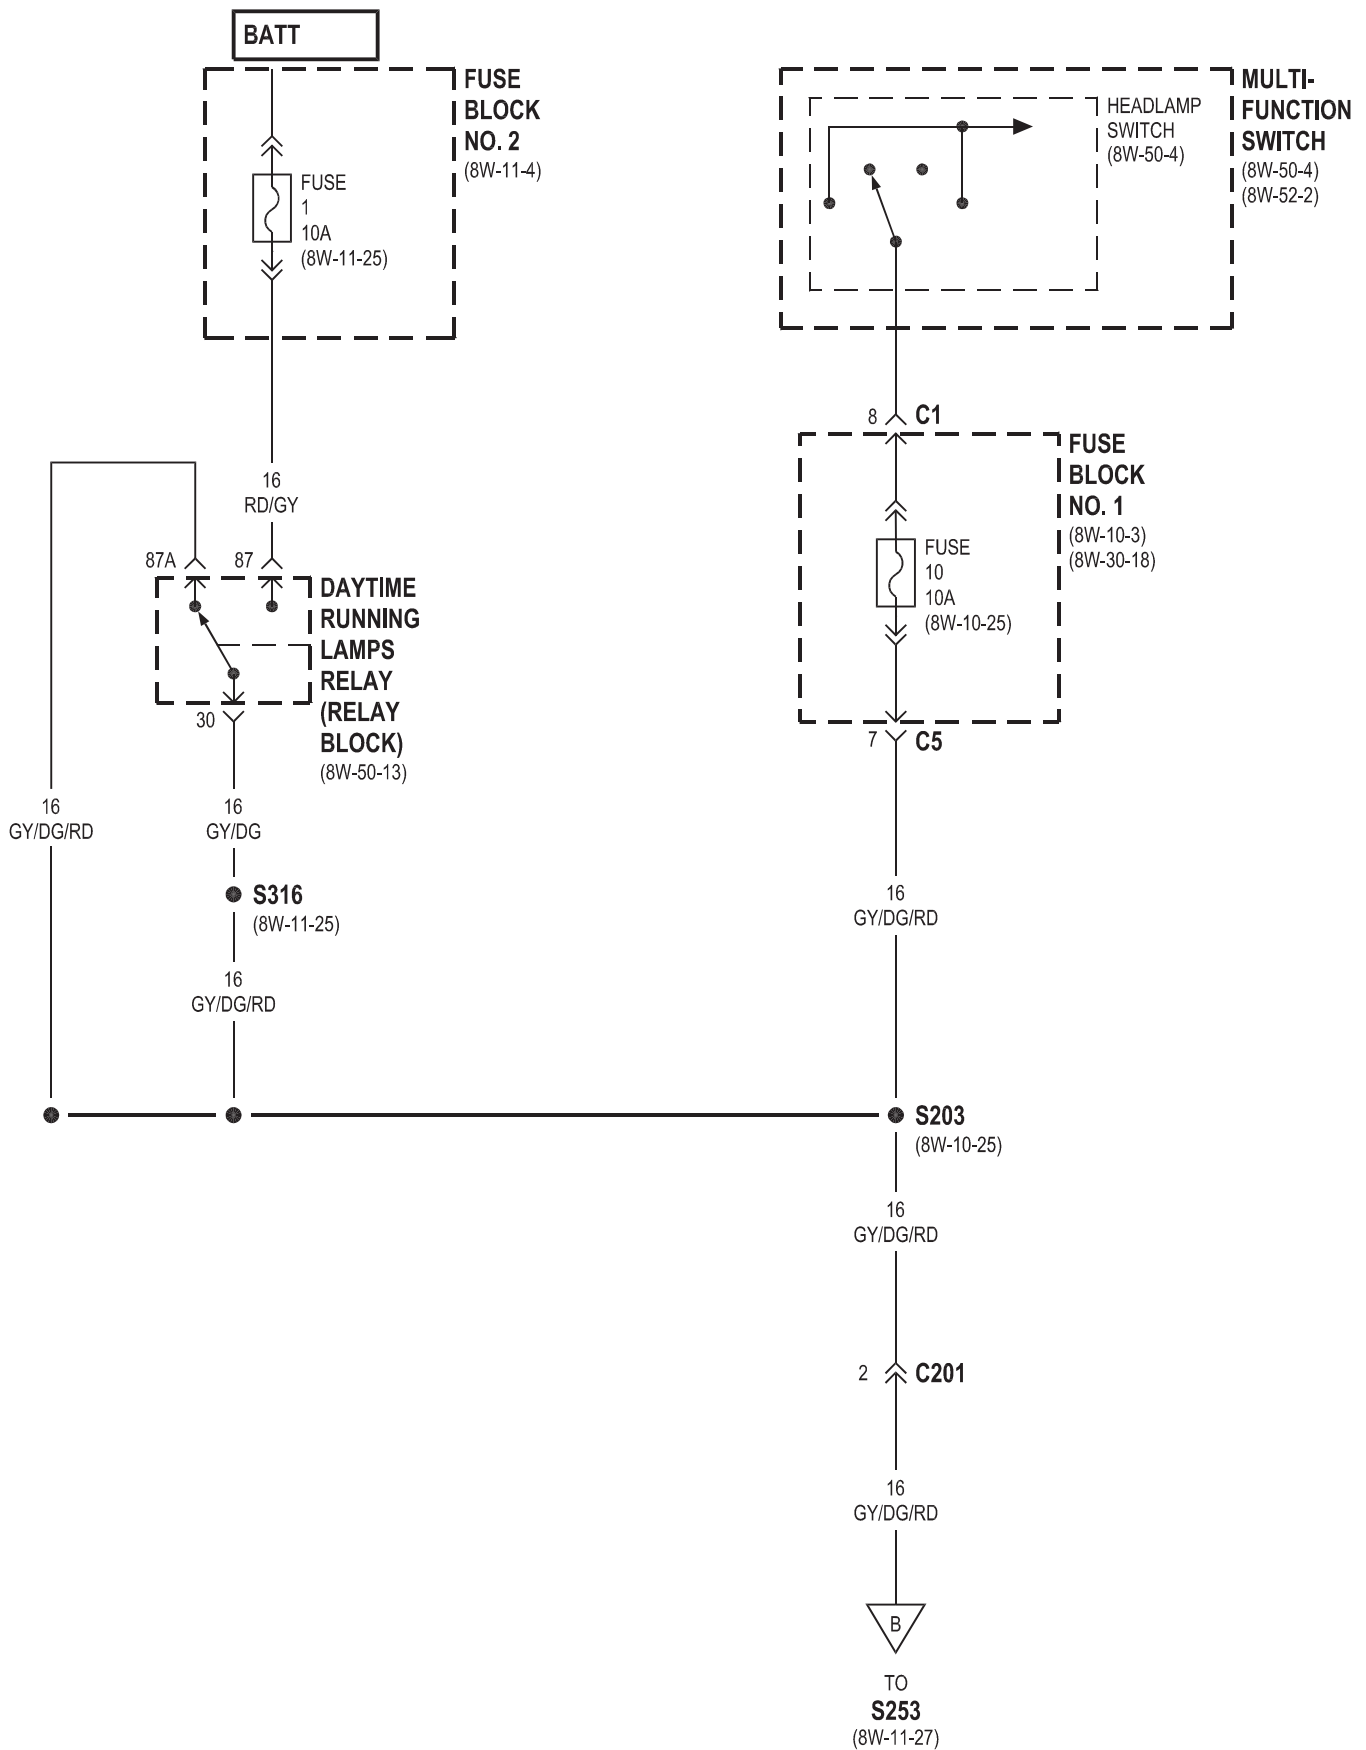 BATT
FUSE
BLOCK
NO. 2
(8W-11-4)
FUSE
1
10A
(8W-11-25)
MULTI-
FUNCTION
SWITCH
(8W-50-4)
(8W-52-2)
HEADLAMP
SWITCH
(8W-50-4)
8
C1
FUSE
BLOCK
NO. 1
(8W-10-3)
(8W-30-18)
FUSE
10
10A
(8W-10-25)
7
C5
16
RD/GY
87A
87
DAYTIME
RUNNING
LAMPS
RELAY
(RELAY
BLOCK)
(8W-50-13)
30
16
GY/DG/RD
16
GY/DG
S316
(8W-11-25)
16
GY/DG/RD
16
GY/DG/RD
S203
(8W-10-25)
16
GY/DG/RD
2
C201
16
GY/DG/RD
B
TO
S253
(8W-11-27)